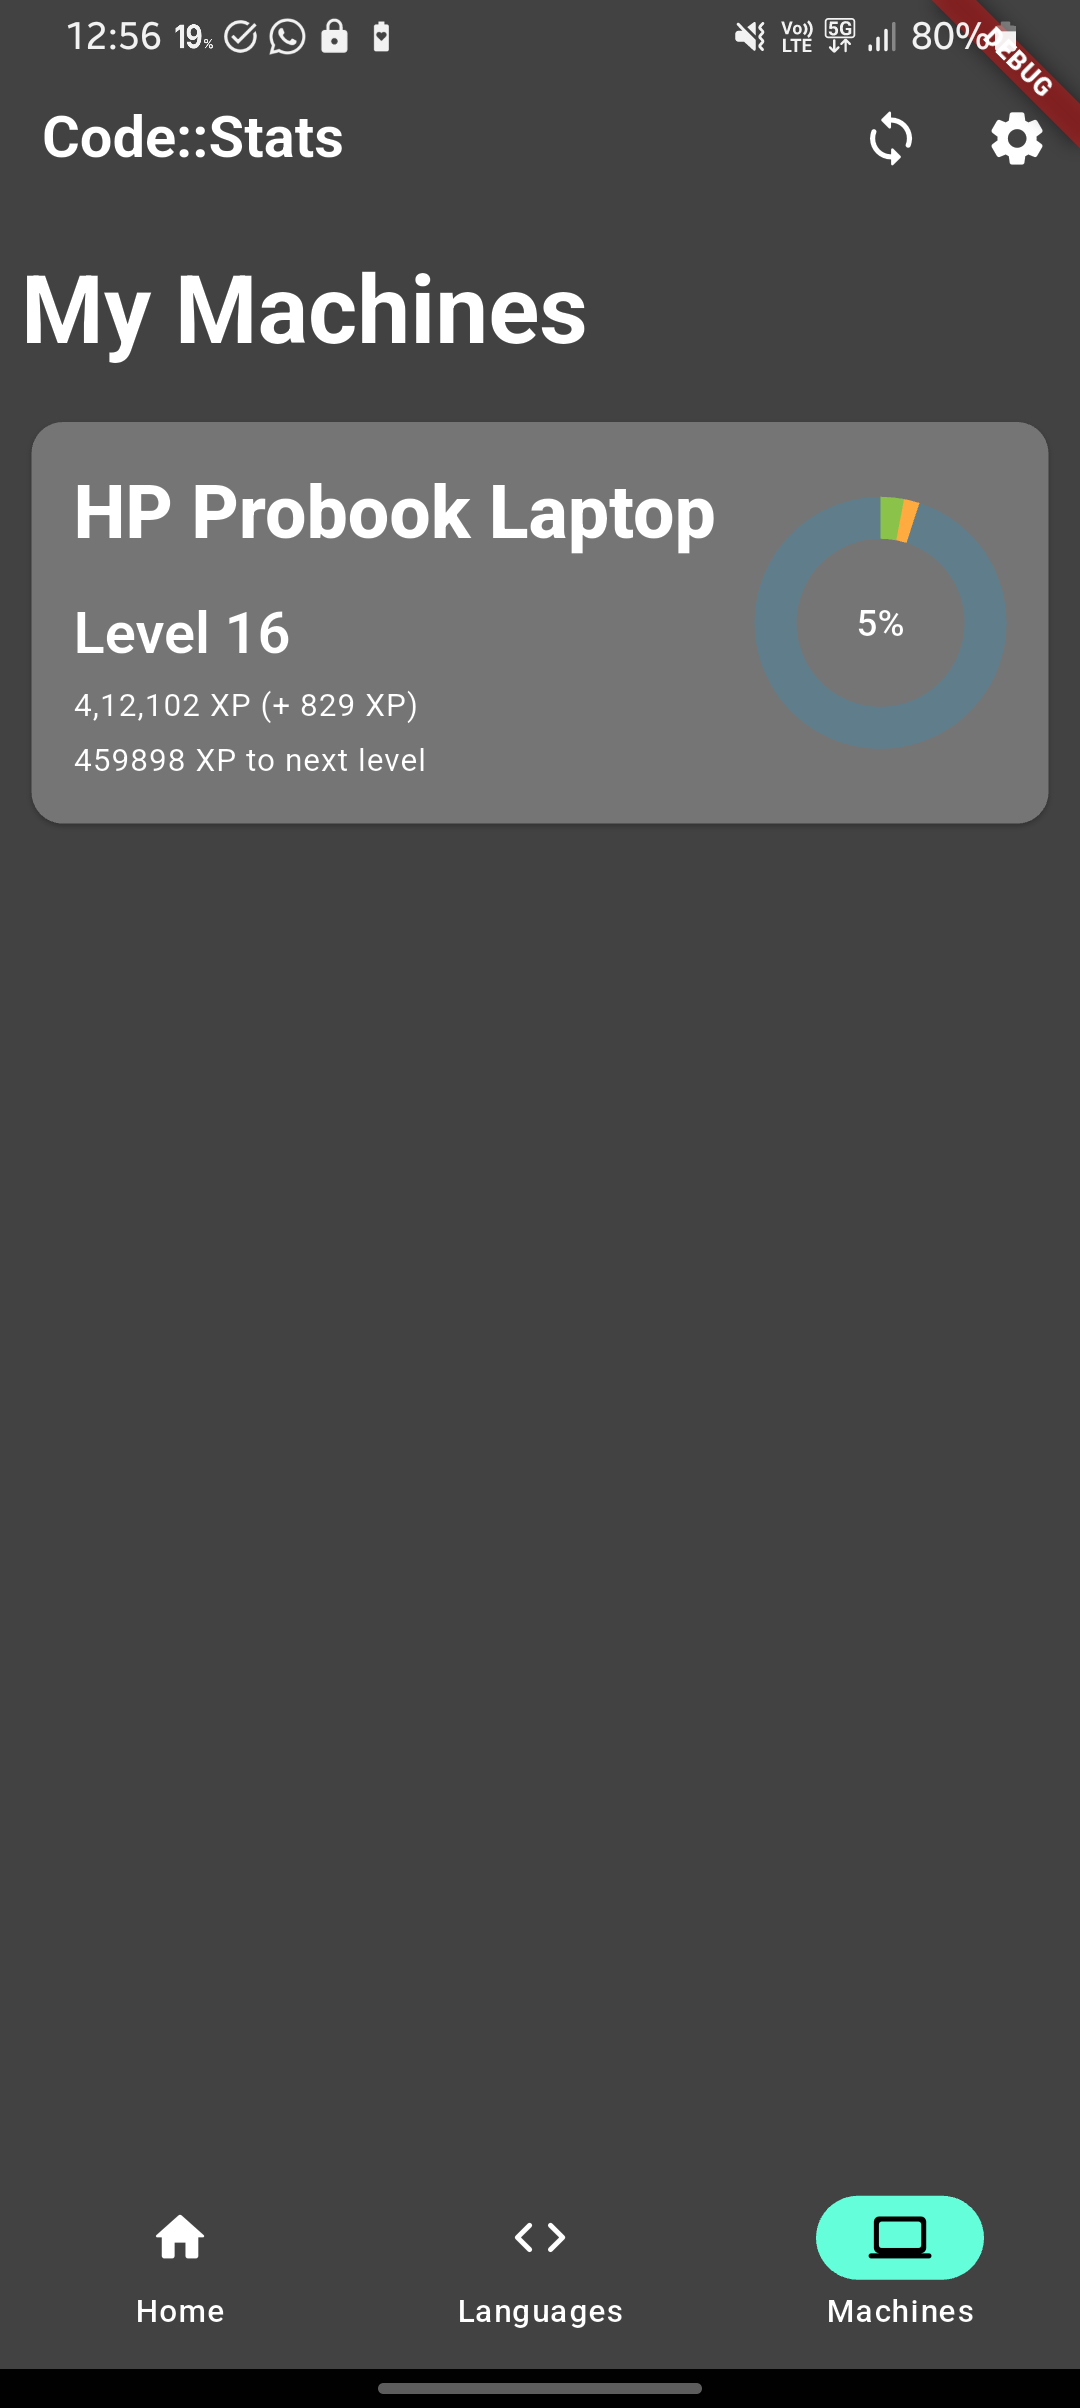 12:56 19% Vo)) LTE 5G 80%
DEBUG
Code::Stats
My Machines
HP Probook Laptop
Level 16
4,12,102 XP (+ 829 XP)
459898 XP to next level
5%
Home Languages Machines